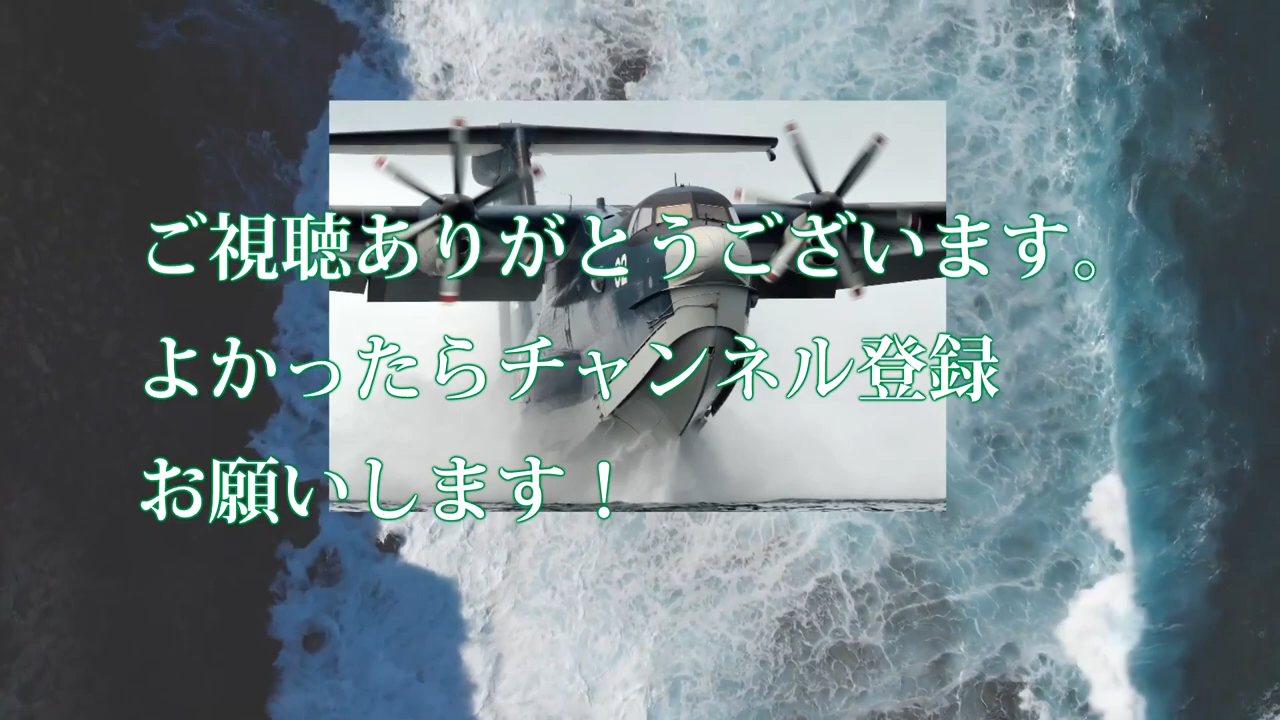 ご視聴ありがとうございます。
よかったらチャンネル登録
お願いします！
02